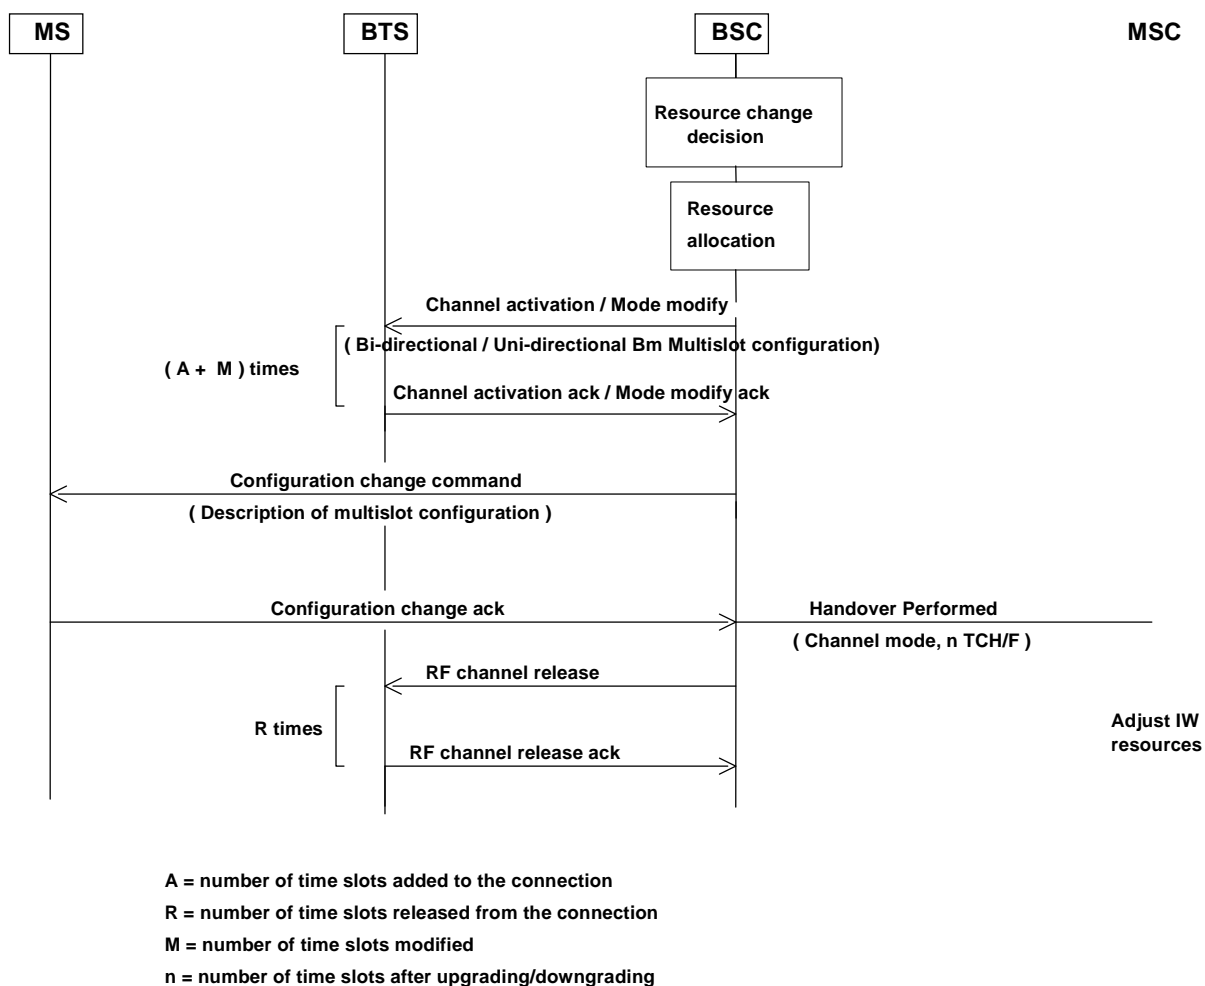 MS
BTS
BSC
MSC
Resource change
decision
Resource
allocation
Channel activation / Mode modify
( Bi-directional / Uni-directional Bm Multislot configuration)
( A + M ) times
Channel activation ack / Mode modify ack
Configuration change command
( Description of multislot configuration )
Configuration change ack
Handover Performed
( Channel mode, n TCH/F )
RF channel release
R times
Adjust IW
resources
RF channel release ack
A = number of time slots added to the connection
R = number of time slots released from the connection
M = number of time slots modified
n = number of time slots after upgrading/downgrading